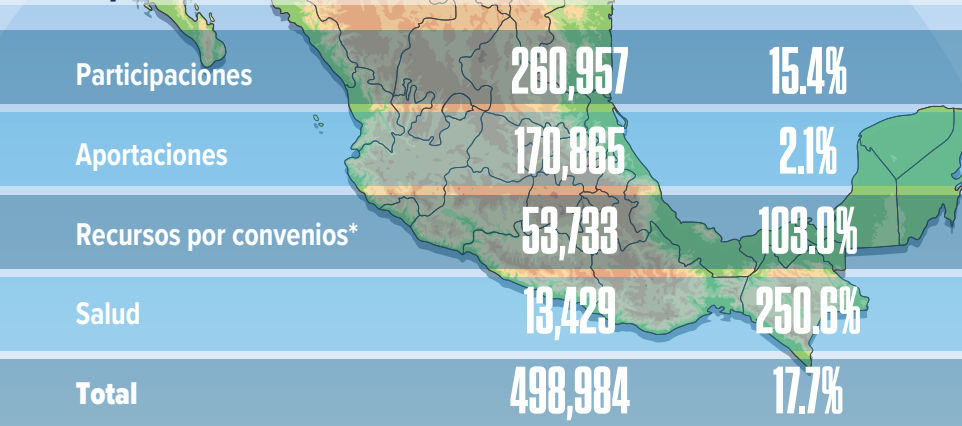 Participaciones 260,957 15.4%
Aportaciones 170,865 2.1%
Recursos por convenios* 53,733 103.0%
Salud 13,429 250.6%
Total 498,984 17.7%